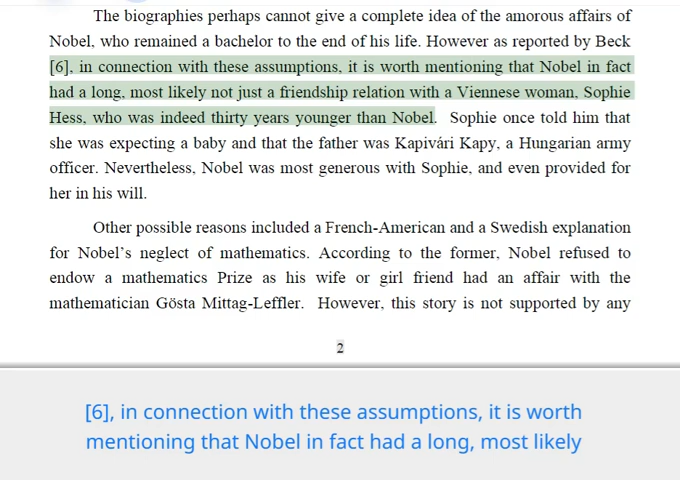 The biographies perhaps cannot give a complete idea of the amorous affairs of
Nobel, who remained a bachelor to the end of his life. However as reported by Beck
[6], in connection with these assumptions, it is worth mentioning that Nobel in fact
had a long, most likely not just a friendship relation with a Viennese woman, Sophie
Hess, who was indeed thirty years younger than Nobel. Sophie once told him that
she was expecting a baby and that the father was Kapivári Kapy, a Hungarian army
officer. Nevertheless, Nobel was most generous with Sophie, and even provided for
her in his will.
Other possible reasons included a French-American and a Swedish explanation
for Nobel's neglect of mathematics. According to the former, Nobel refused to
endow a mathematics Prize as his wife or girl friend had an affair with the
mathematician Gösta Mittag-Leffler. However, this story is not supported by any
2
[6], in connection with these assumptions, it is worth
mentioning that Nobel in fact had a long, most likely